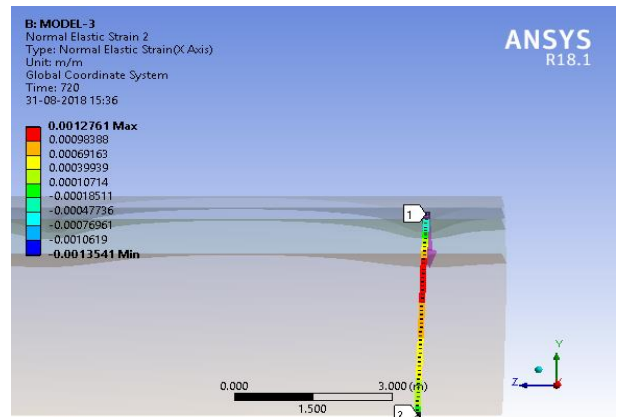 B: MODEL-3
Normal Elastic Strain 2
Type: Normal Elastic Strain(X Axis)
Unit: m/m
Global Coordinate System
Time: 720
31-08-2018 15:36
ANSYS
R18.1
0.0012761 Max
0.00098388
0.00069163
0.00039939
0.00010714
-0.00018511
-0.00047736
-0.00076961
-0.0010619
-0.0013541 Min
1
2
0.000
3.000 (m)
1.500
Y
Z
X